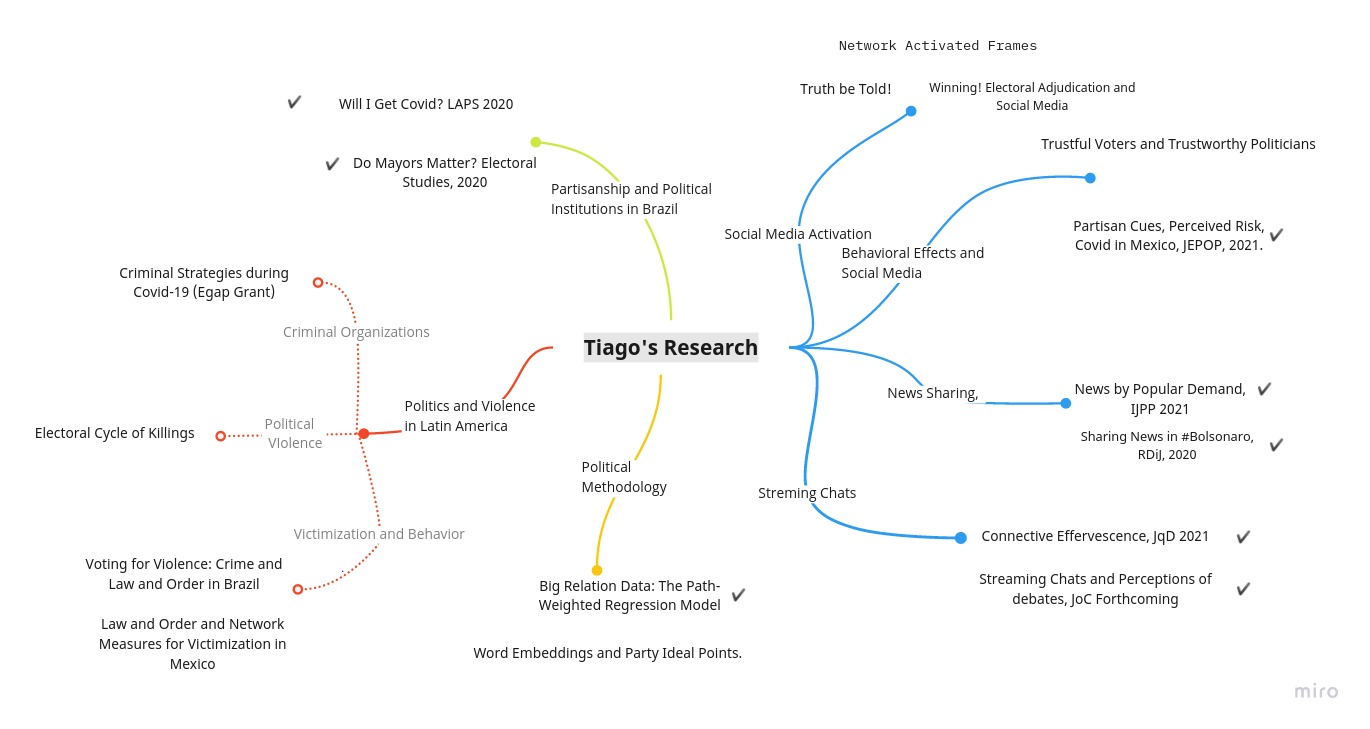 Network Activated Frames
Truth be Told!
Winning! Electoral Adjudication and
Social Media
Trustful Voters and Trustworthy Politicians
✔ Will I Get Covid? LAPS 2020
✔ Do Mayors Matter? Electoral
Studies, 2020
Partisanship and Political
Institutions in Brazil
Social Media Activation
Behavioral Effects and
Social Media
Partisan Cues, Perceived Risk, ✔
Covid in Mexico, JEPOP, 2021.
Criminal Strategies during
Covid-19 (Egap Grant)
Criminal Organizations
Tiago's Research
Politics and Violence
in Latin America
Political
VIolence
Electoral Cycle of Killings
News Sharing,
News by Popular Demand, ✔
IJPP 2021
Sharing News in #Bolsonaro, ✔
RDiJ, 2020
Political
Methodology
Streming Chats
Victimization and Behavior
Connective Effervescence, JqD 2021 ✔
Voting for Violence: Crime and
Law and Order in Brazil
Big Relation Data: The Path-
Weighted Regression Model ✔
Streaming Chats and Perceptions of ✔
debates, JoC Forthcoming
Law and Order and Network
Measures for Victimization in
Mexico
Word Embeddings and Party Ideal Points.
miro